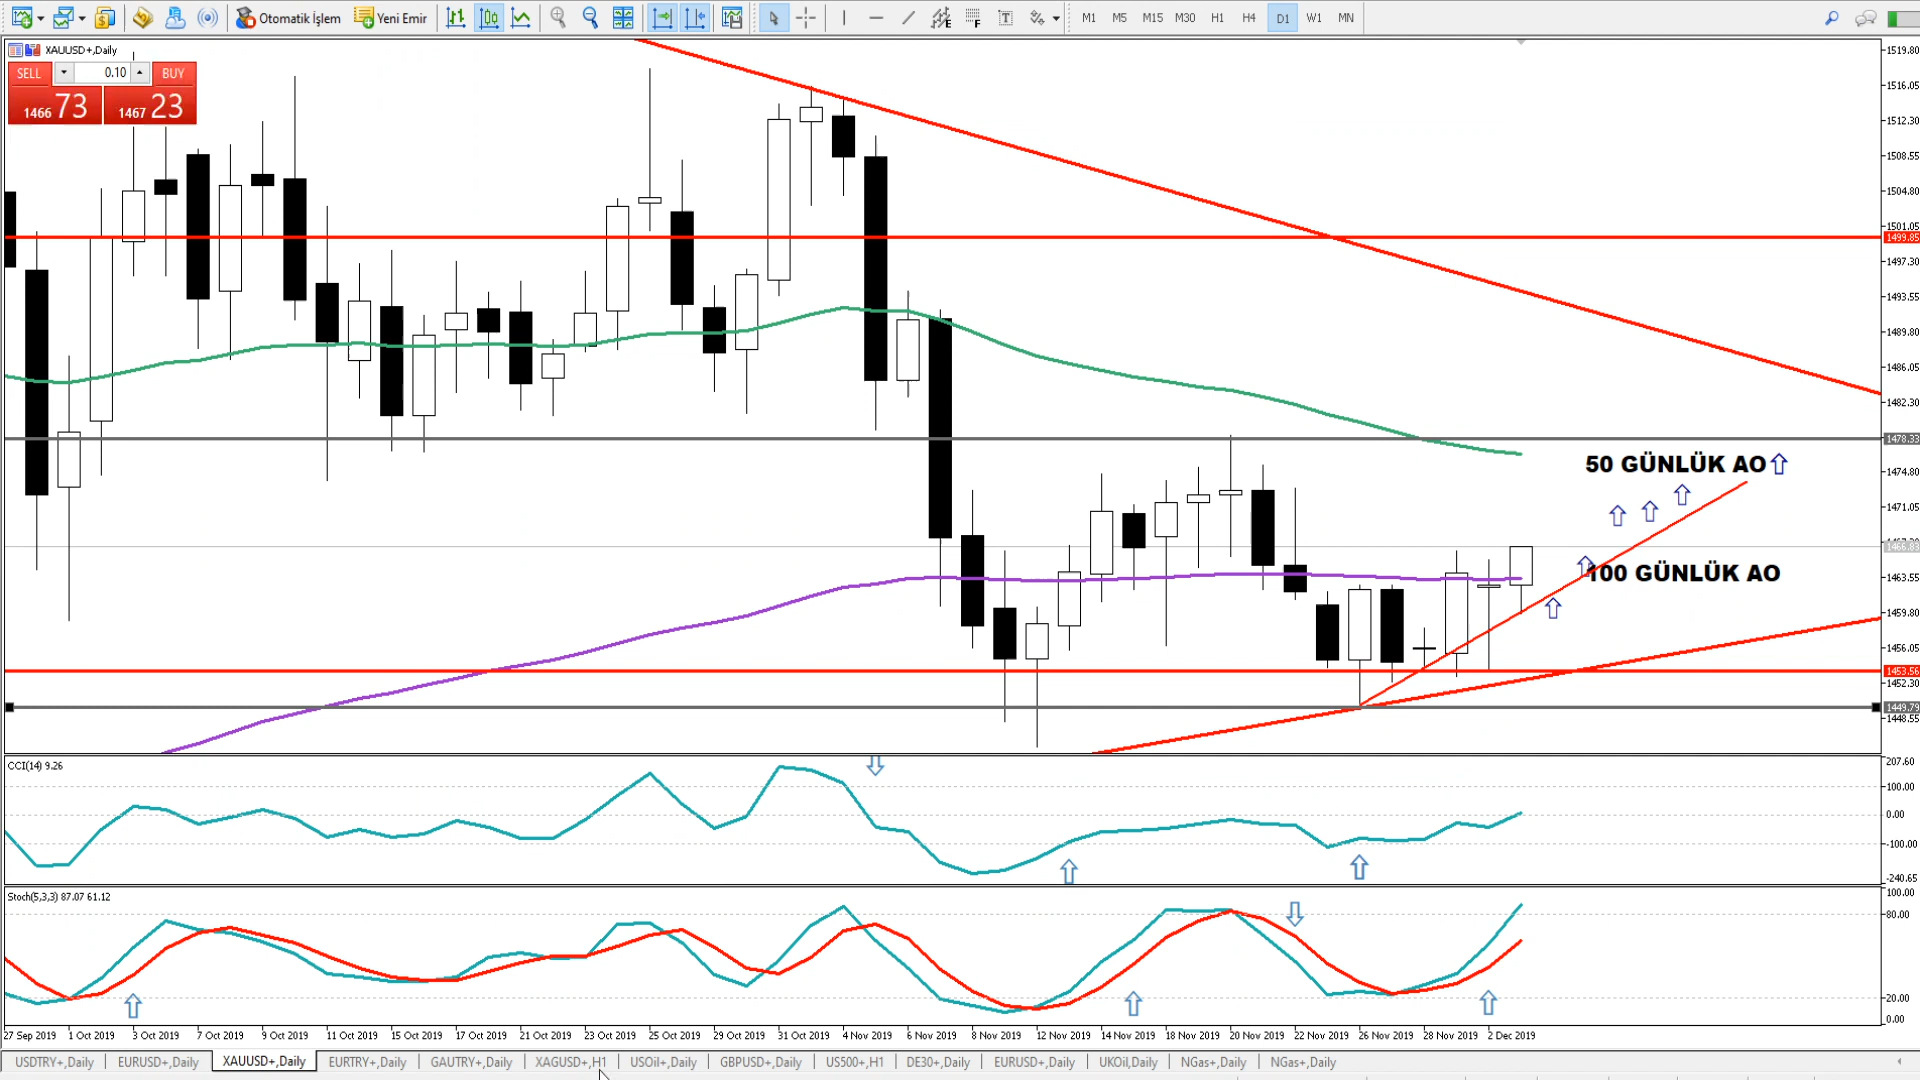 Otomatik İşlem
Yeni Emir
M1 M5 M15 M30 H1 H4 D1 W1 MN
XAUUSD+,Daily
SELL 0.10 BUY
1466 73 1467 23
1519.80
1516.05
1512.30
1508.55
1504.80
1501.05
1499.85
1497.30
1493.55
1489.80
1486.05
1482.30
1478.33
1474.80
1471.05
1466.83
1463.55
1459.80
1456.05
1453.56
1452.30
1449.79
1448.55
50 GÜNLÜK AO
100 GÜNLÜK AO
CCI(14) 9.26
207.60
100.00
0.00
-100.00
-240.65
Stoch(5,3,3) 87.07 61.12
100.00
80.00
20.00
0.00
27 Sep 2019 1 Oct 2019 3 Oct 2019 7 Oct 2019 9 Oct 2019 11 Oct 2019 15 Oct 2019 17 Oct 2019 21 Oct 2019 23 Oct 2019 25 Oct 2019 29 Oct 2019 31 Oct 2019 4 Nov 2019 6 Nov 2019 8 Nov 2019 12 Nov 2019 14 Nov 2019 18 Nov 2019 20 Nov 2019 22 Nov 2019 26 Nov 2019 28 Nov 2019 2 Dec 2019
USDTRY+,Daily EURUSD+,Daily XAUUSD+,Daily EURTRY+,Daily GAUTRY+,Daily XAGUSD+,H1 USOil+,Daily GBPUSD+,Daily US500+,H1 DE30+,Daily EURUSD+,Daily UKOil,Daily NGas+,Daily NGas+,Daily